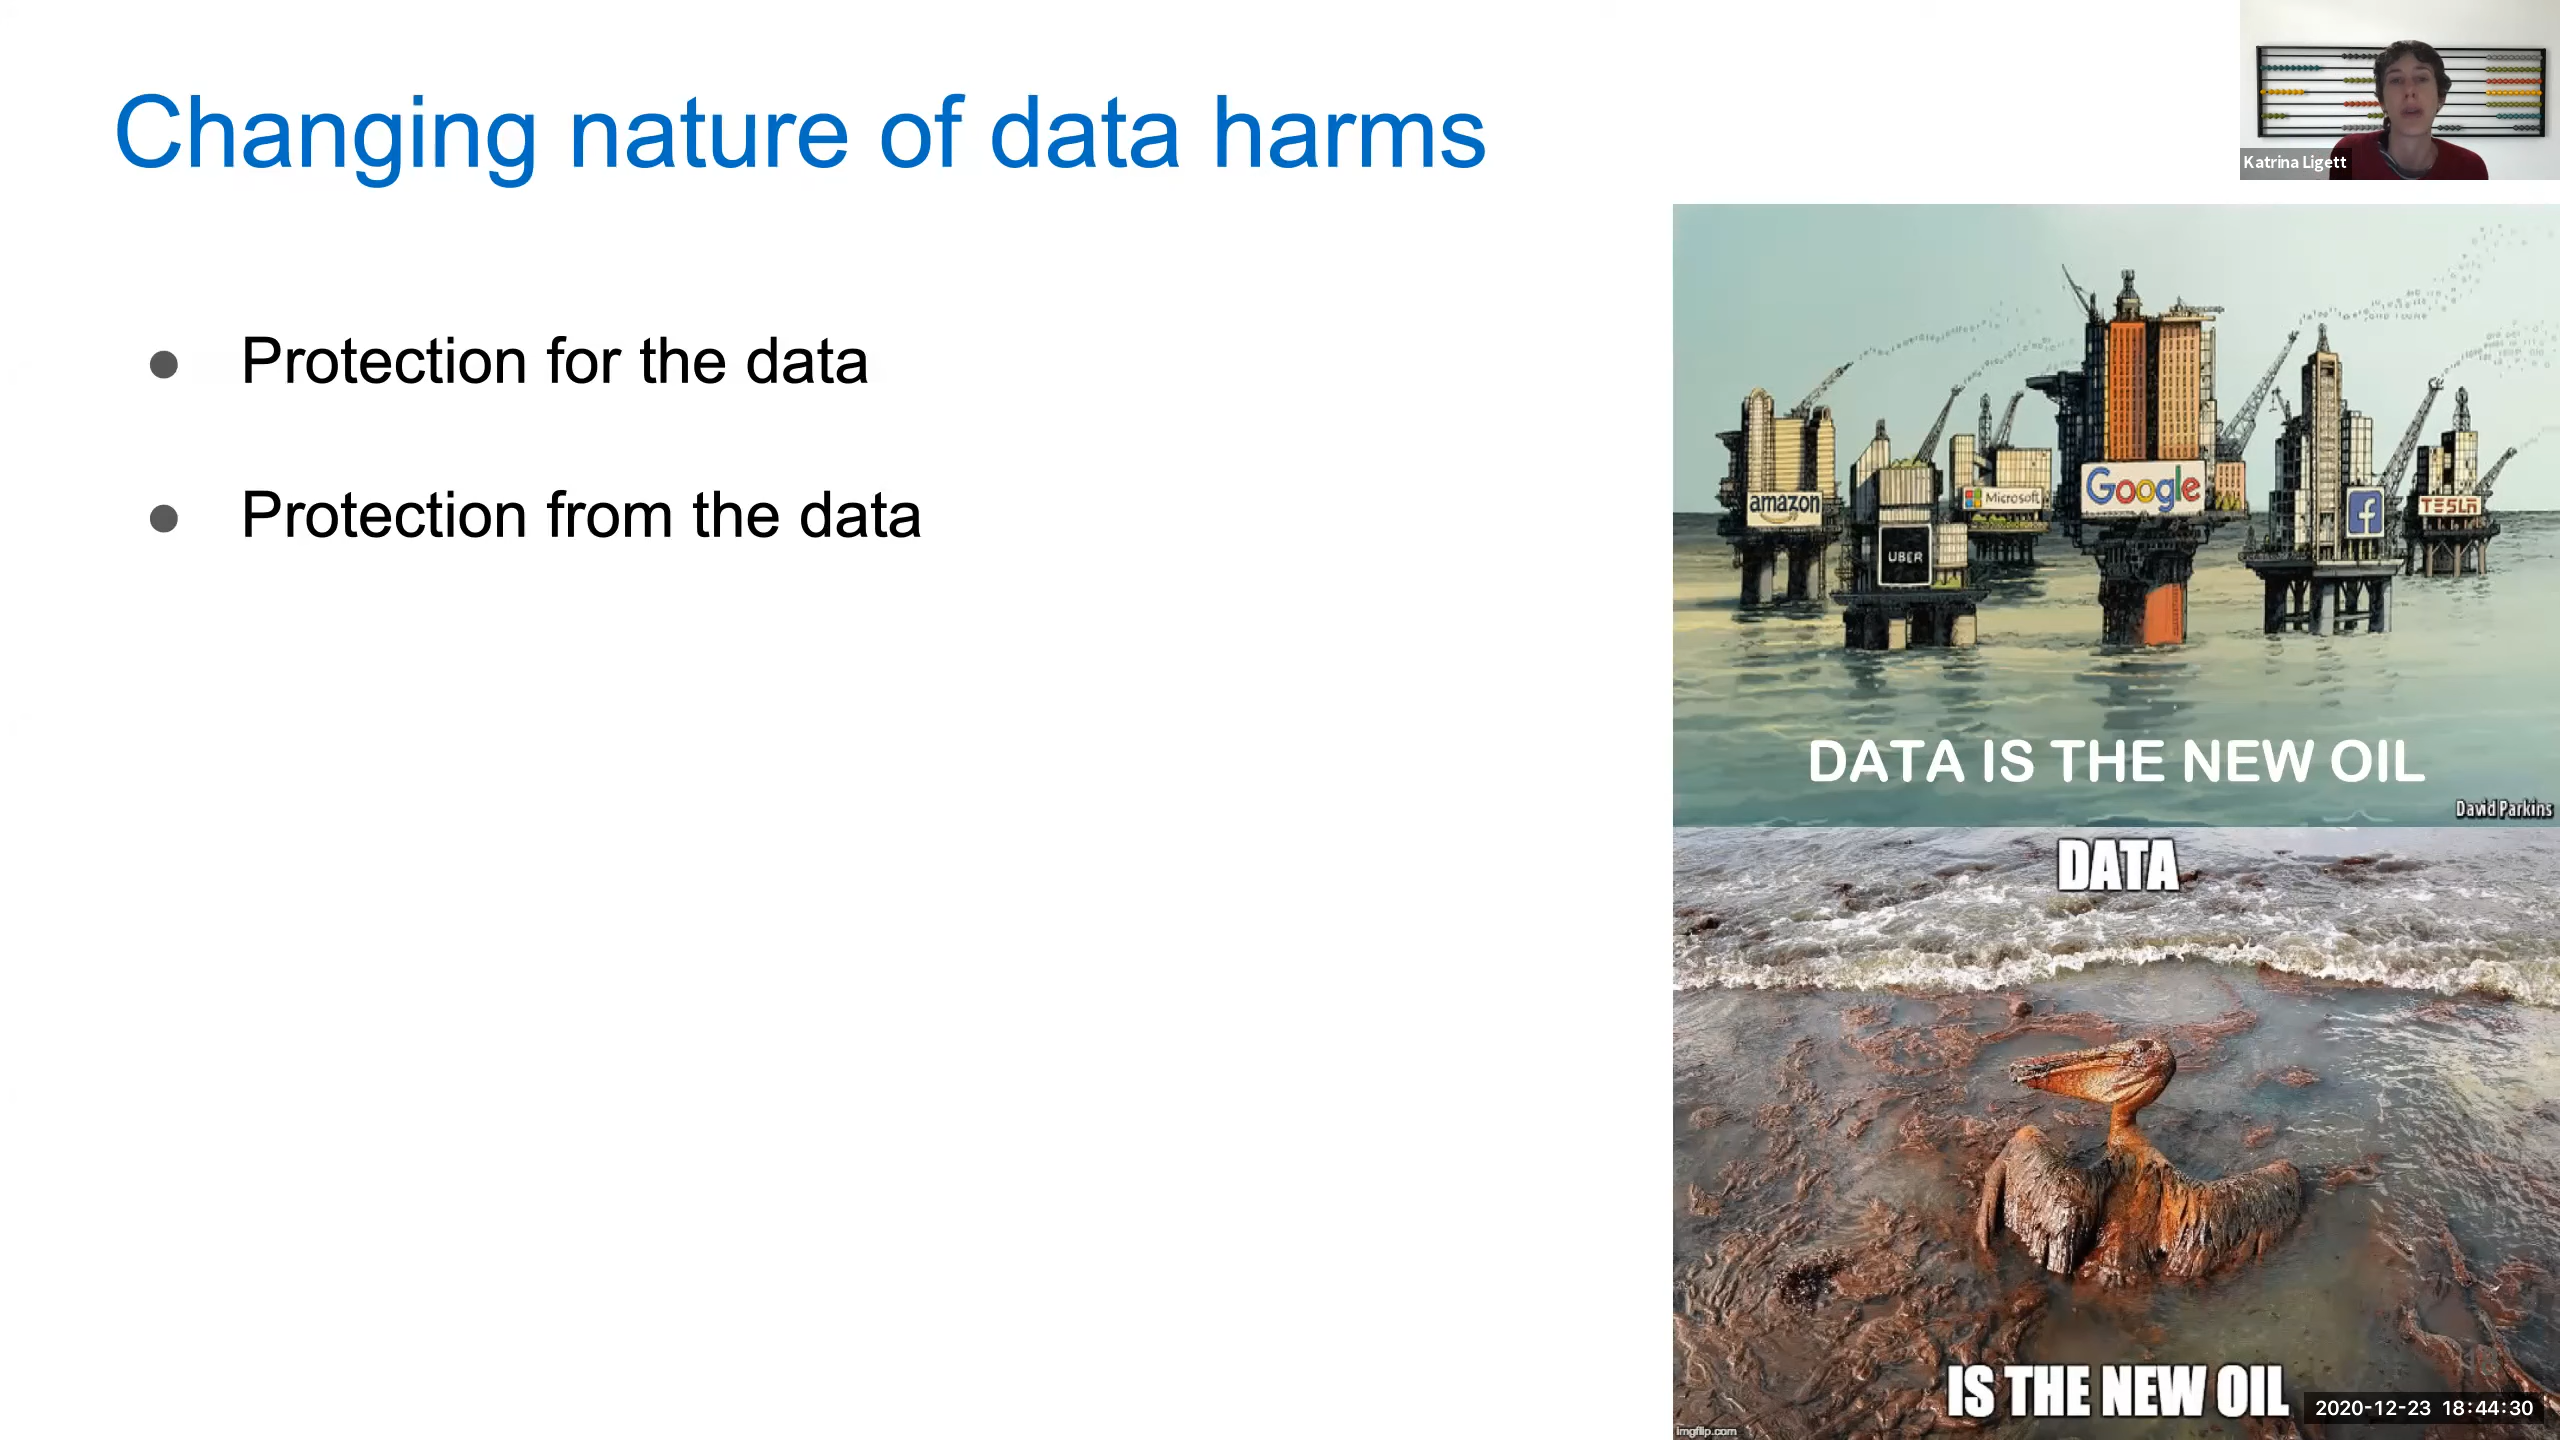 Changing nature of data harms
Katrina Ligett
Protection for the data
Protection from the data
amazon
UBER
Microsoft
Google
f
TESLA
DATA IS THE NEW OIL
David Parkins
DATA
IS THE NEW OIL
imgflip.com
2020-12-23 18:44:30